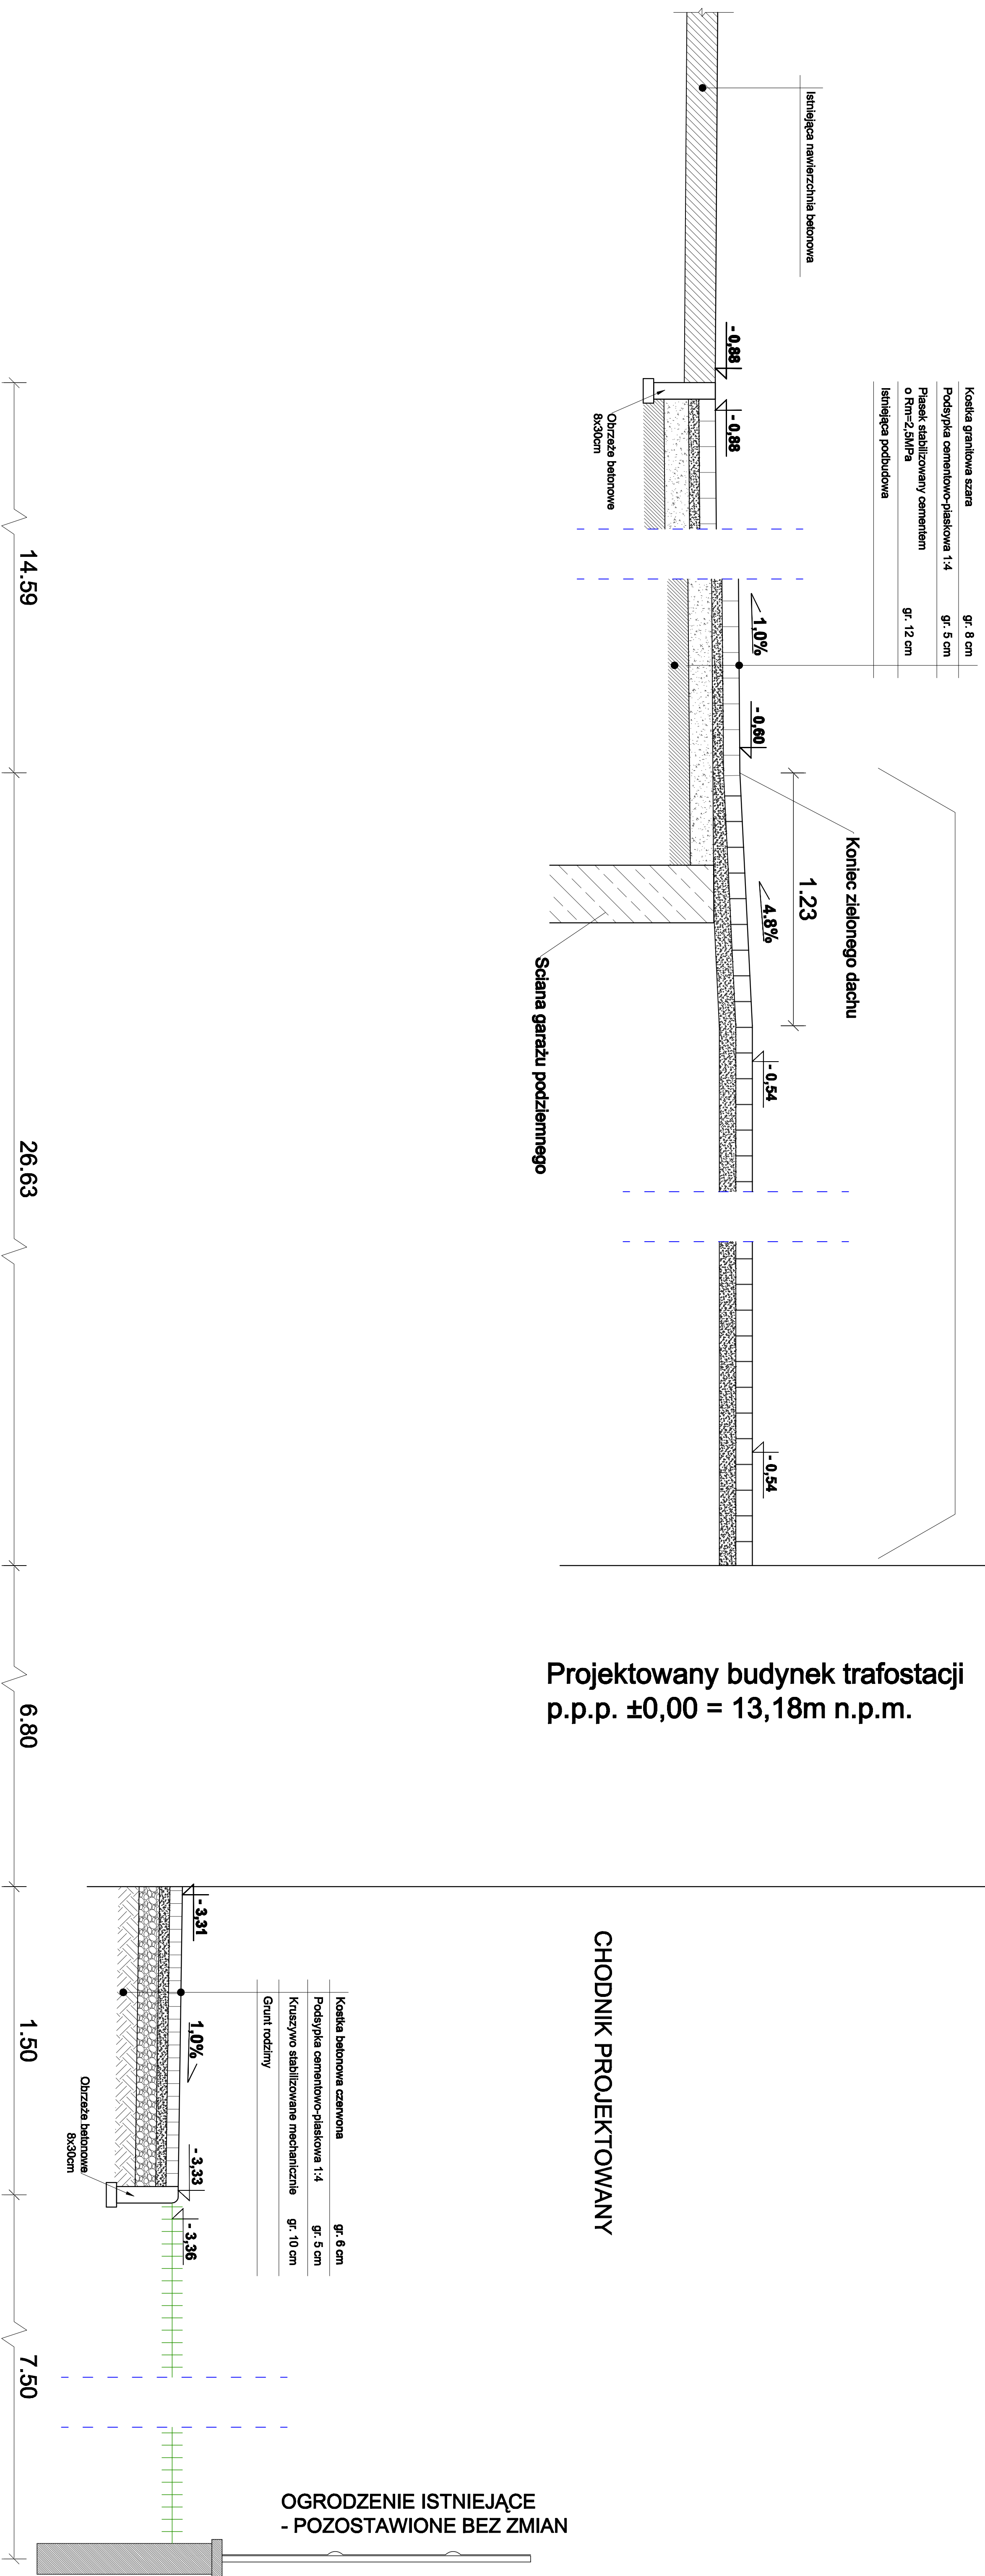 Istniejąca nawierzchnia betonowa
- 0,88
- 0,88
Obrzeże betonowe
8x30cm
Kostka granitowa szara gr. 8 cm
Podsypka cementowo-piaskowa 1:4 gr. 5 cm
Piasek stabilizowany cementem
o Rm=2,5MPa gr. 12 cm
Istniejąca podbudowa
1,0%
- 0,60
Koniec zielonego dachu
1.23
4,8%
Sciana garażu podziemnego
- 0,54
- 0,54
Projektowany budynek trafostacji
p.p.p. ±0,00 = 13,18m n.p.m.
CHODNIK PROJEKTOWANY
- 3,31
1,0%
- 3,33
- 3,36
Kostka betonowa czerwona gr. 6 cm
Podsypka cementowo-piaskowa 1:4 gr. 5 cm
Kruszywo stabilizowane mechanicznie gr. 10 cm
Grunt rodzimy
Obrzeże betonowe
8x30cm
OGRODZENIE ISTNIEJĄCE
- POZOSTAWIONE BEZ ZMIAN
14.59
26.63
6.80
1.50
7.50